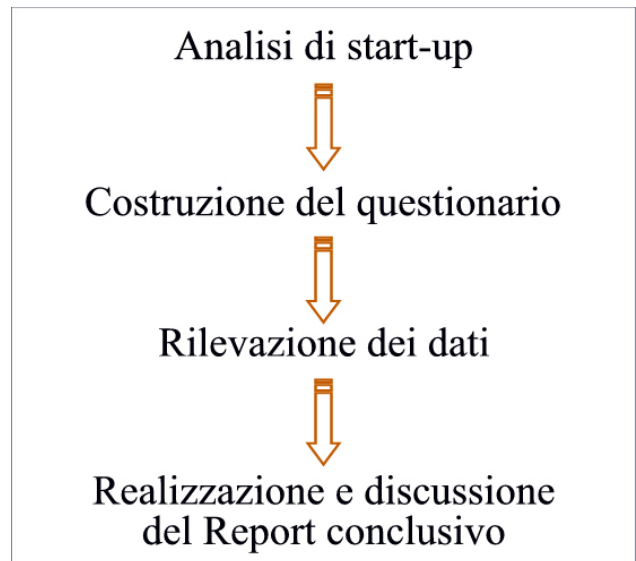 Analisi di start-up
Costruzione del questionario
Rilevazione dei dati
Realizzazione e discussione
del Report conclusivo